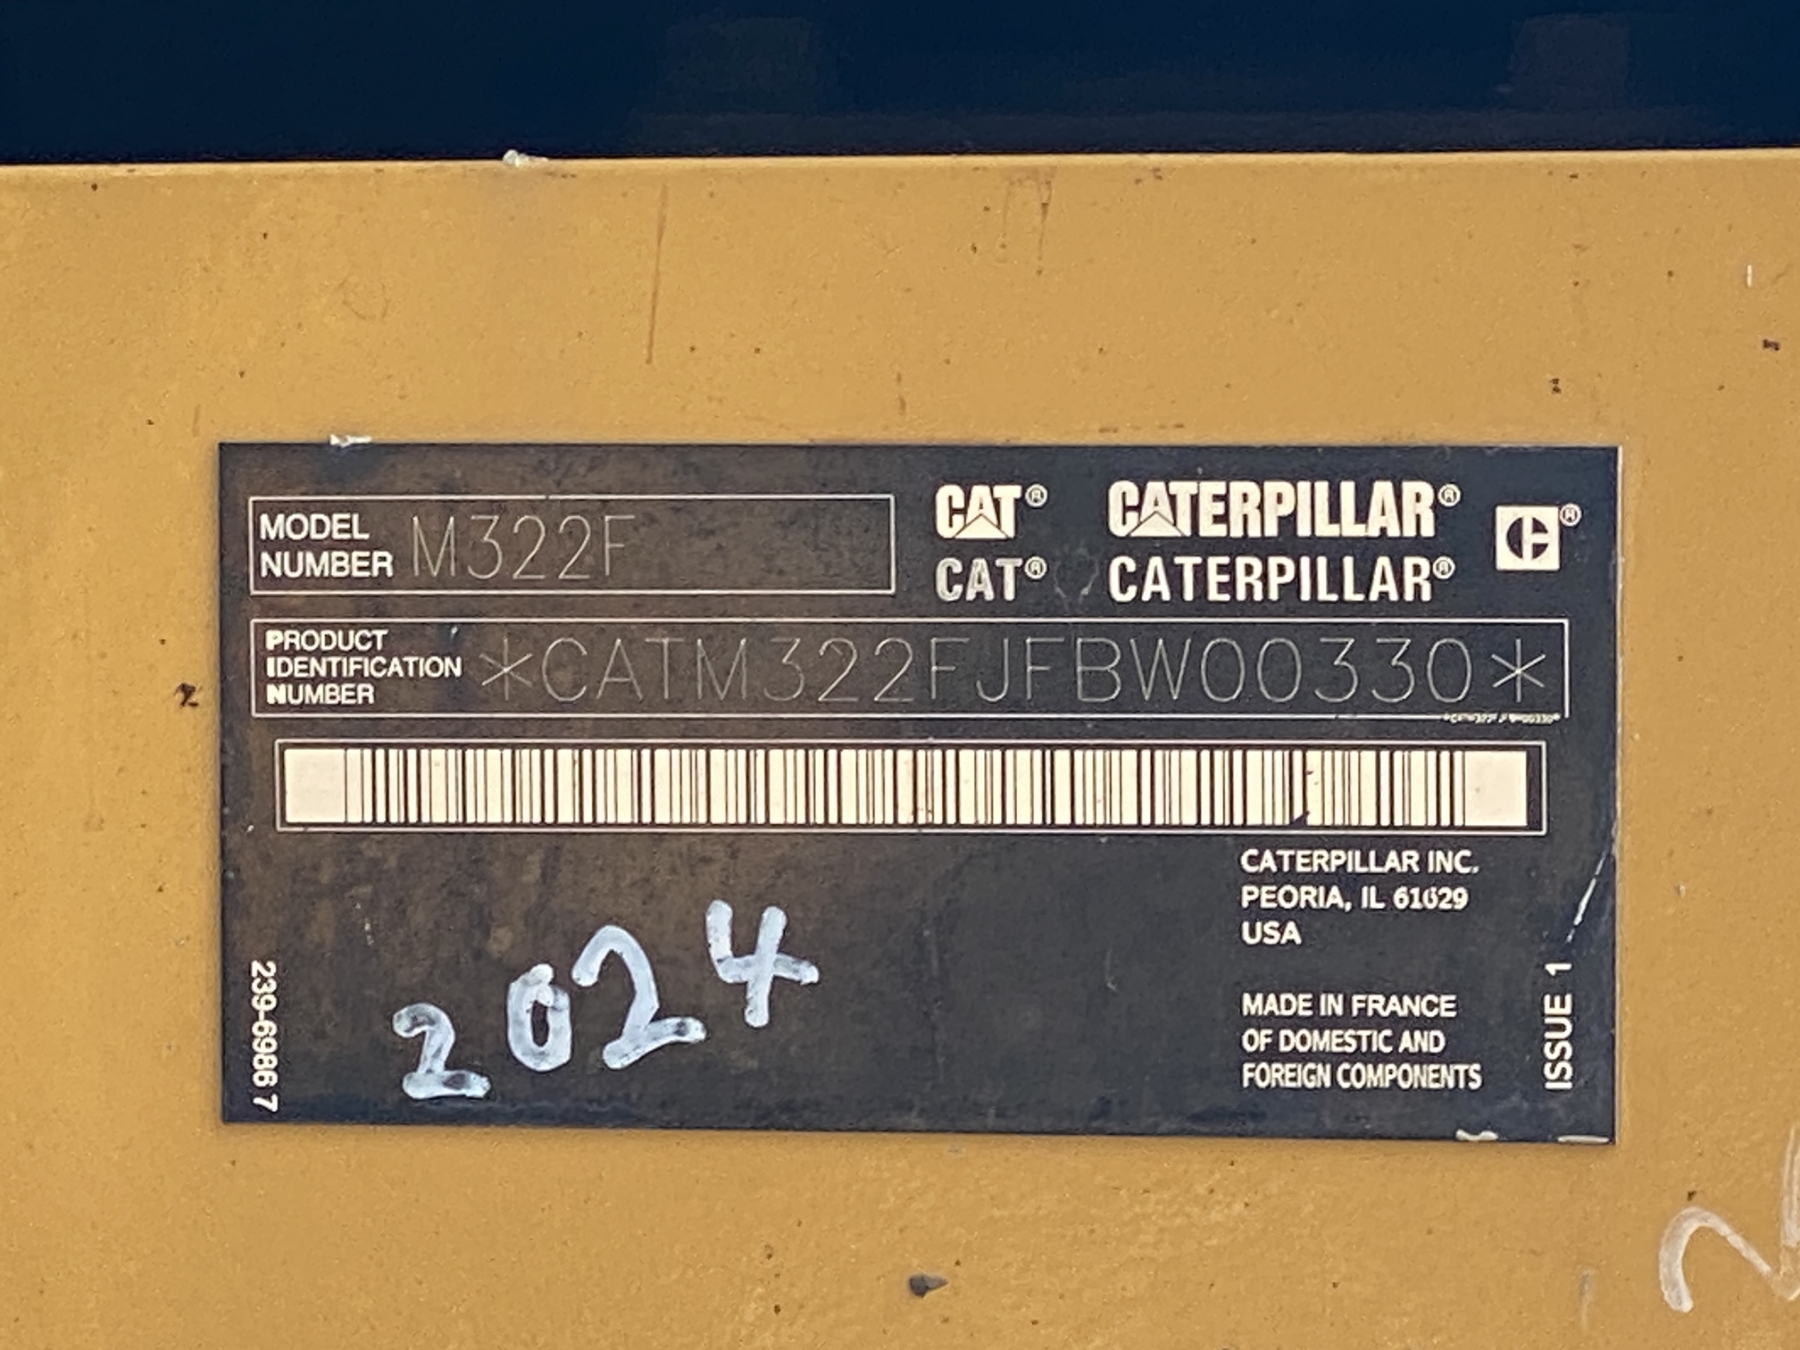 MODEL
NUMBER M322F
CAT® CATERPILLAR®
CAT® CATERPILLAR®
PRODUCT
IDENTIFICATION
NUMBER *CATM322FJFBW00330*
CATERPILLAR INC.
PEORIA, IL 61629
USA
MADE IN FRANCE
OF DOMESTIC AND
FOREIGN COMPONENTS
ISSUE 1
239-6986 7
2024
2